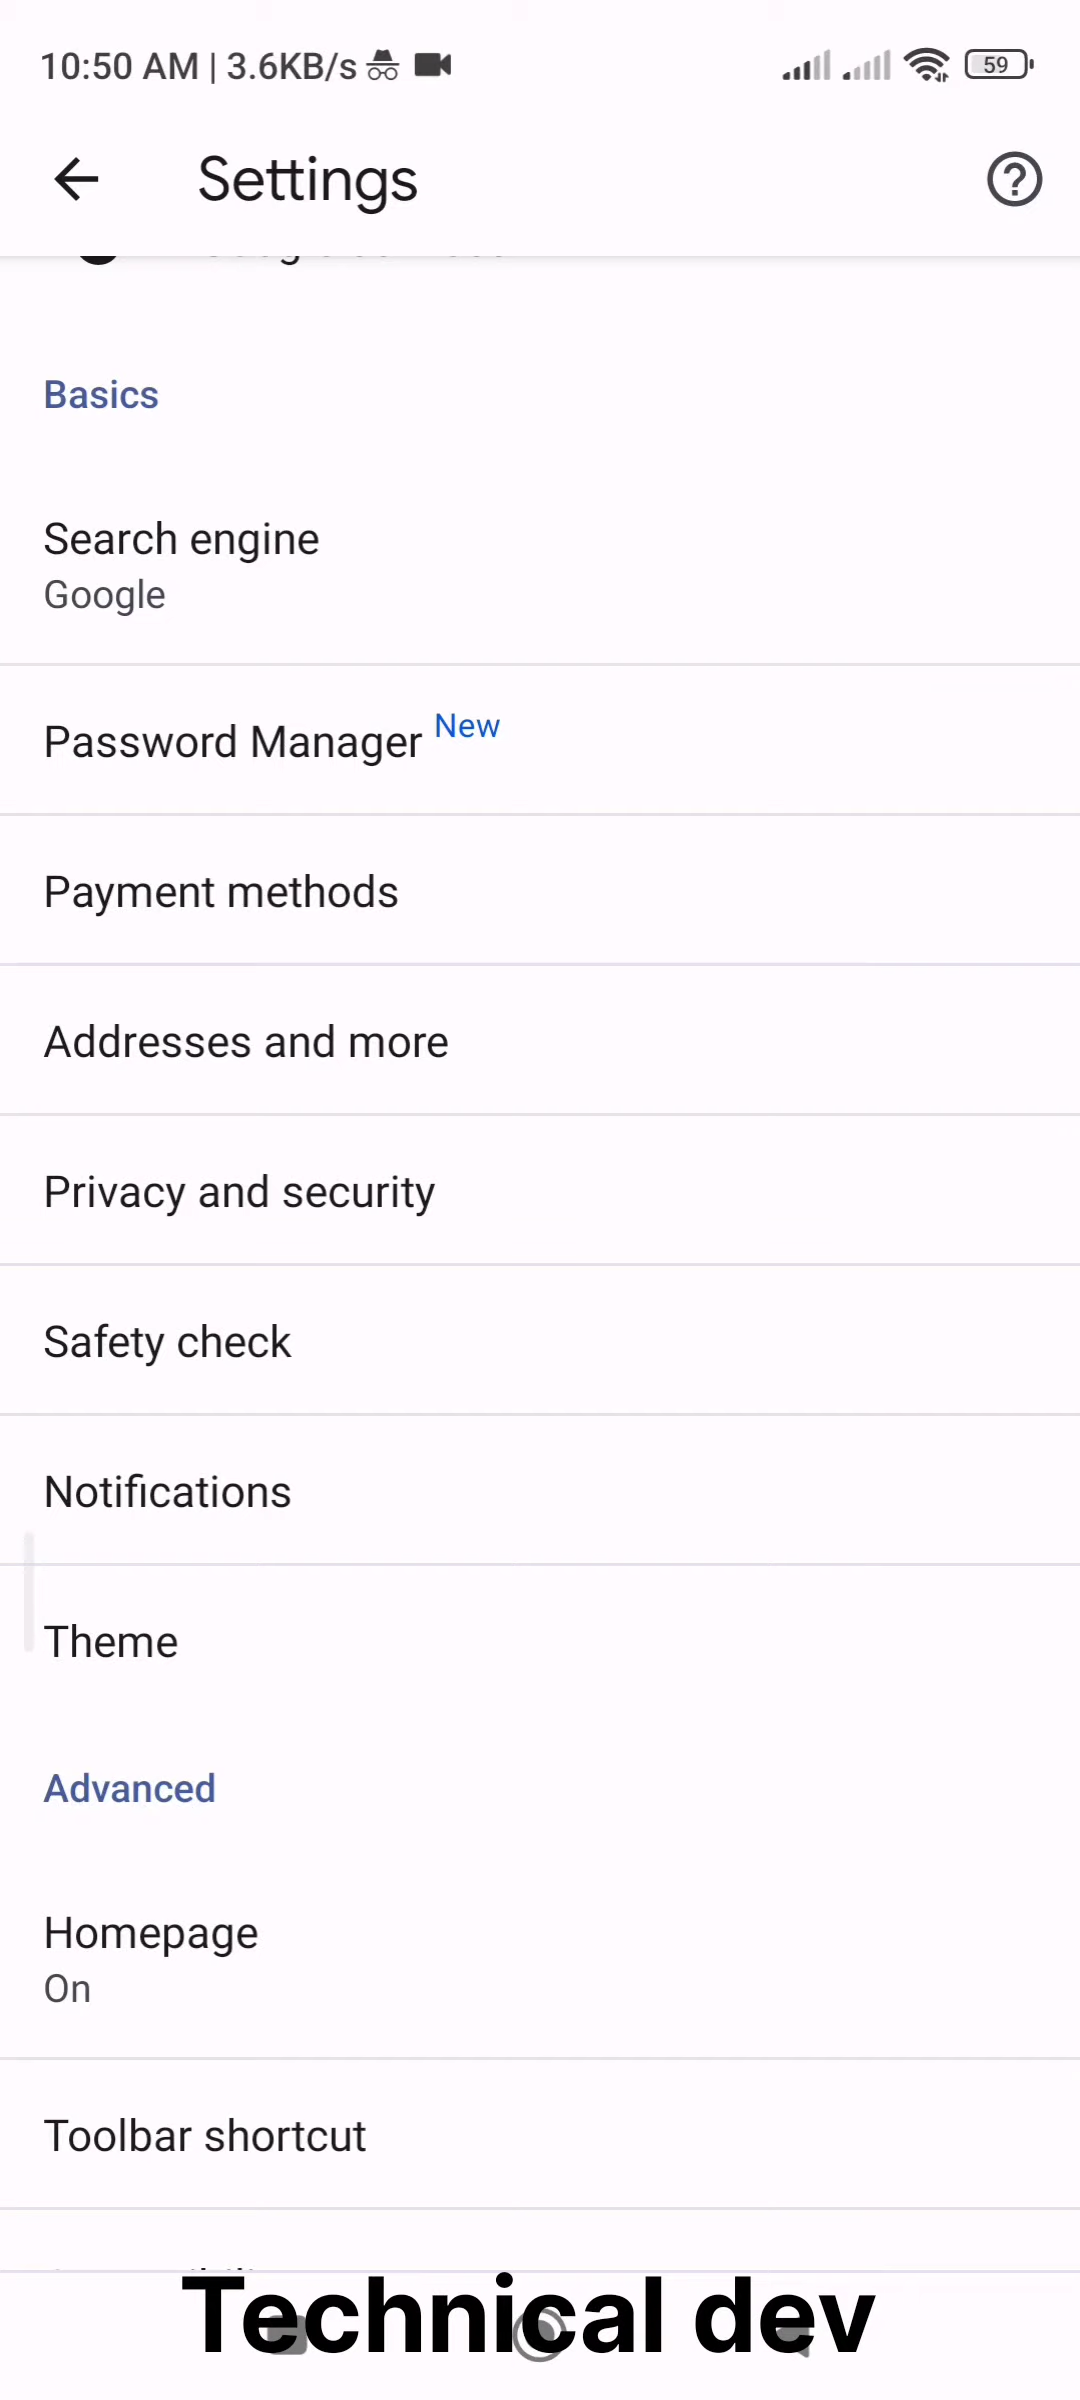 10:50 AM | 3.6KB/s
59
Settings
Basics
Search engine
Google
Password Manager New
Payment methods
Addresses and more
Privacy and security
Safety check
Notifications
Theme
Advanced
Homepage
On
Toolbar shortcut
Technical dev